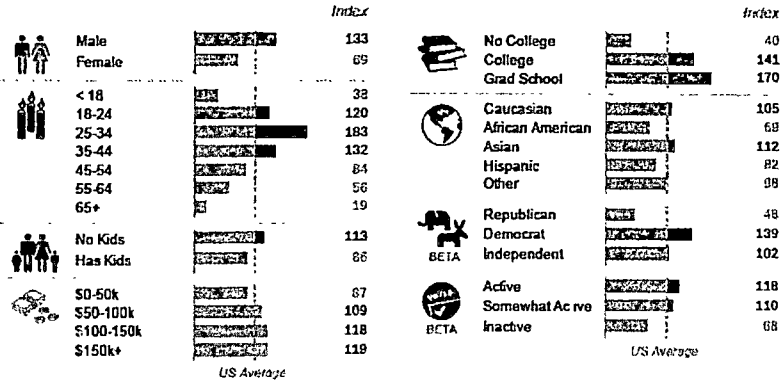 Index
Male 133
Female 69
< 18 38
18-24 120
25-34 183
35-44 132
45-54 84
55-64 56
65+ 19
No Kids 113
Has Kids 86
$0-50k 87
$50-100k 109
$100-150k 118
$150k+ 119
US Average
Index
No College 40
College 141
Grad School 170
Caucasian 105
African American
Asian 112
Hispanic 82
Other
Republican 48
Democrat 139
Independent 102
BETA
Active 118
Somewhat Active 110
Inactive 68
BETA
US Average